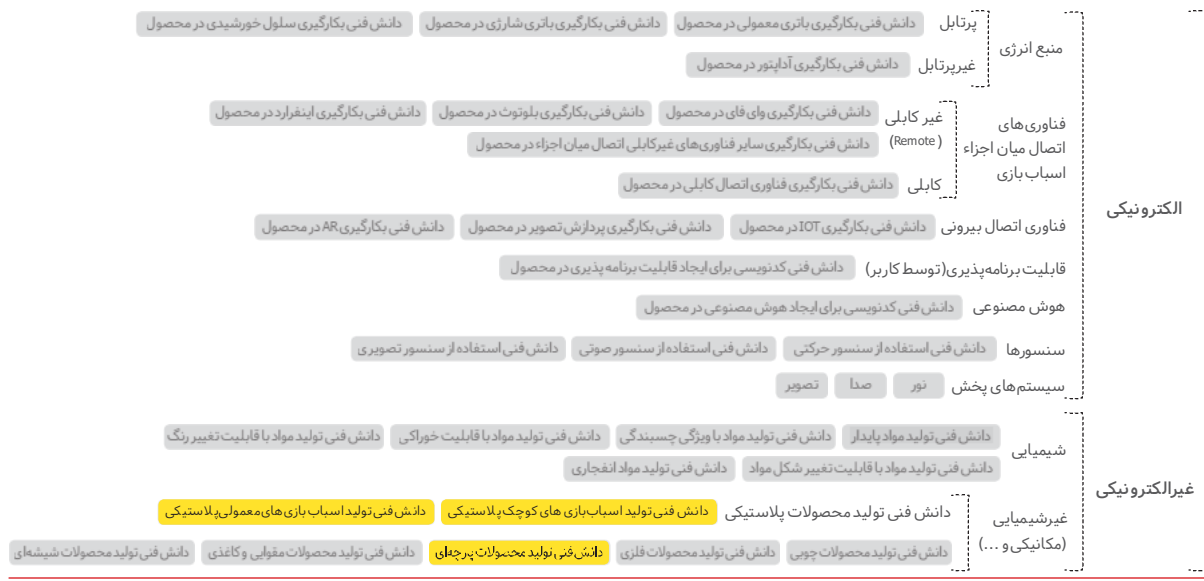 الکترونیکی
منبع انرژی
پرتابل دانش فنی بکارگیری باتری معمولی در محصول دانش فنی بکارگیری باتری شارژی در محصول دانش فنی بکارگیری سلول خورشیدی در محصول
غیرپرتابل دانش فنی بکارگیری آداپتور در محصول
فناوری‌های
اتصال میان اجزاء
اسباب بازی
غیر کابلی دانش فنی بکارگیری وای فای در محصول دانش فنی بکارگیری بلوتوث در محصول دانش فنی بکارگیری اینفرارد در محصول
(Remote) دانش فنی بکارگیری سایر فناوری‌های غیرکابلی اتصال میان اجزاء در محصول
کابلی دانش فنی بکارگیری فناوری اتصال کابلی در محصول
فناوری اتصال بیرونی دانش فنی بکارگیری IOT در محصول دانش فنی بکارگیری پردازش تصویر در محصول دانش فنی بکارگیری AR در محصول
قابلیت برنامه‌پذیری(توسط کاربر) دانش فنی کدنویسی برای ایجاد قابلیت برنامه پذیری در محصول
هوش مصنوعی دانش فنی کدنویسی برای ایجاد هوش مصنوعی در محصول
سنسورها دانش فنی استفاده از سنسور حرکتی دانش فنی استفاده از سنسور صوتی دانش فنی استفاده از سنسور تصویری
سیستم‌های پخش نور صدا تصویر
غیرالکترونیکی
شیمیایی
دانش فنی تولید مواد پایدار دانش فنی تولید مواد با ویژگی چسبندگی دانش فنی تولید مواد با قابلیت خوراکی دانش فنی تولید مواد با قابلیت تغییر رنگ
دانش فنی تولید مواد با قابلیت تغییر شکل مواد دانش فنی تولید مواد انفجاری
غیرشیمیایی
(مکانیکی و ...)
دانش فنی تولید محصولات پلاستیکی دانش فنی تولید اسباب‌بازی های کوچک پلاستیکی دانش فنی تولید اسباب بازی های معمولی پلاستیکی
دانش فنی تولید محصولات چوبی دانش فنی تولید محصولات فلزی دانش فنی تولید محصولات پارچه‌ای دانش فنی تولید محصولات مقوایی و کاغذی دانش فنی تولید محصولات شیشه‌ای